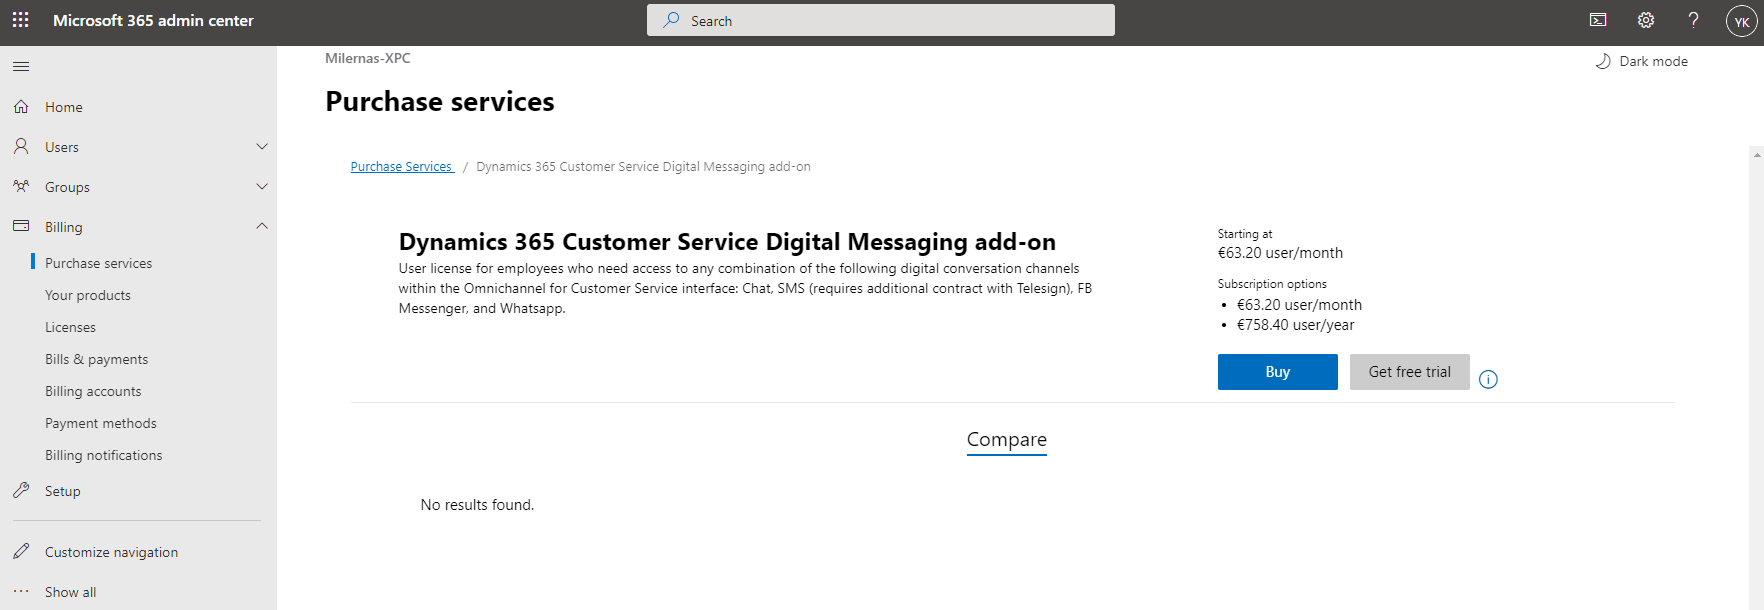 Microsoft 365 admin center
Search
YK
Milernas-XPC
Dark mode
Purchase services
Home
Users
Groups
Billing
Purchase services
Your products
Licenses
Bills & payments
Billing accounts
Payment methods
Billing notifications
Setup
Customize navigation
Show all
Purchase Services / Dynamics 365 Customer Service Digital Messaging add-on
Dynamics 365 Customer Service Digital Messaging add-on
User license for employees who need access to any combination of the following digital conversation channels
within the Omnichannel for Customer Service interface: Chat, SMS (requires additional contract with Telesign), FB
Messenger, and Whatsapp.
Starting at
€63.20 user/month
Subscription options
• €63.20 user/month
• €758.40 user/year
Buy
Get free trial
Compare
No results found.